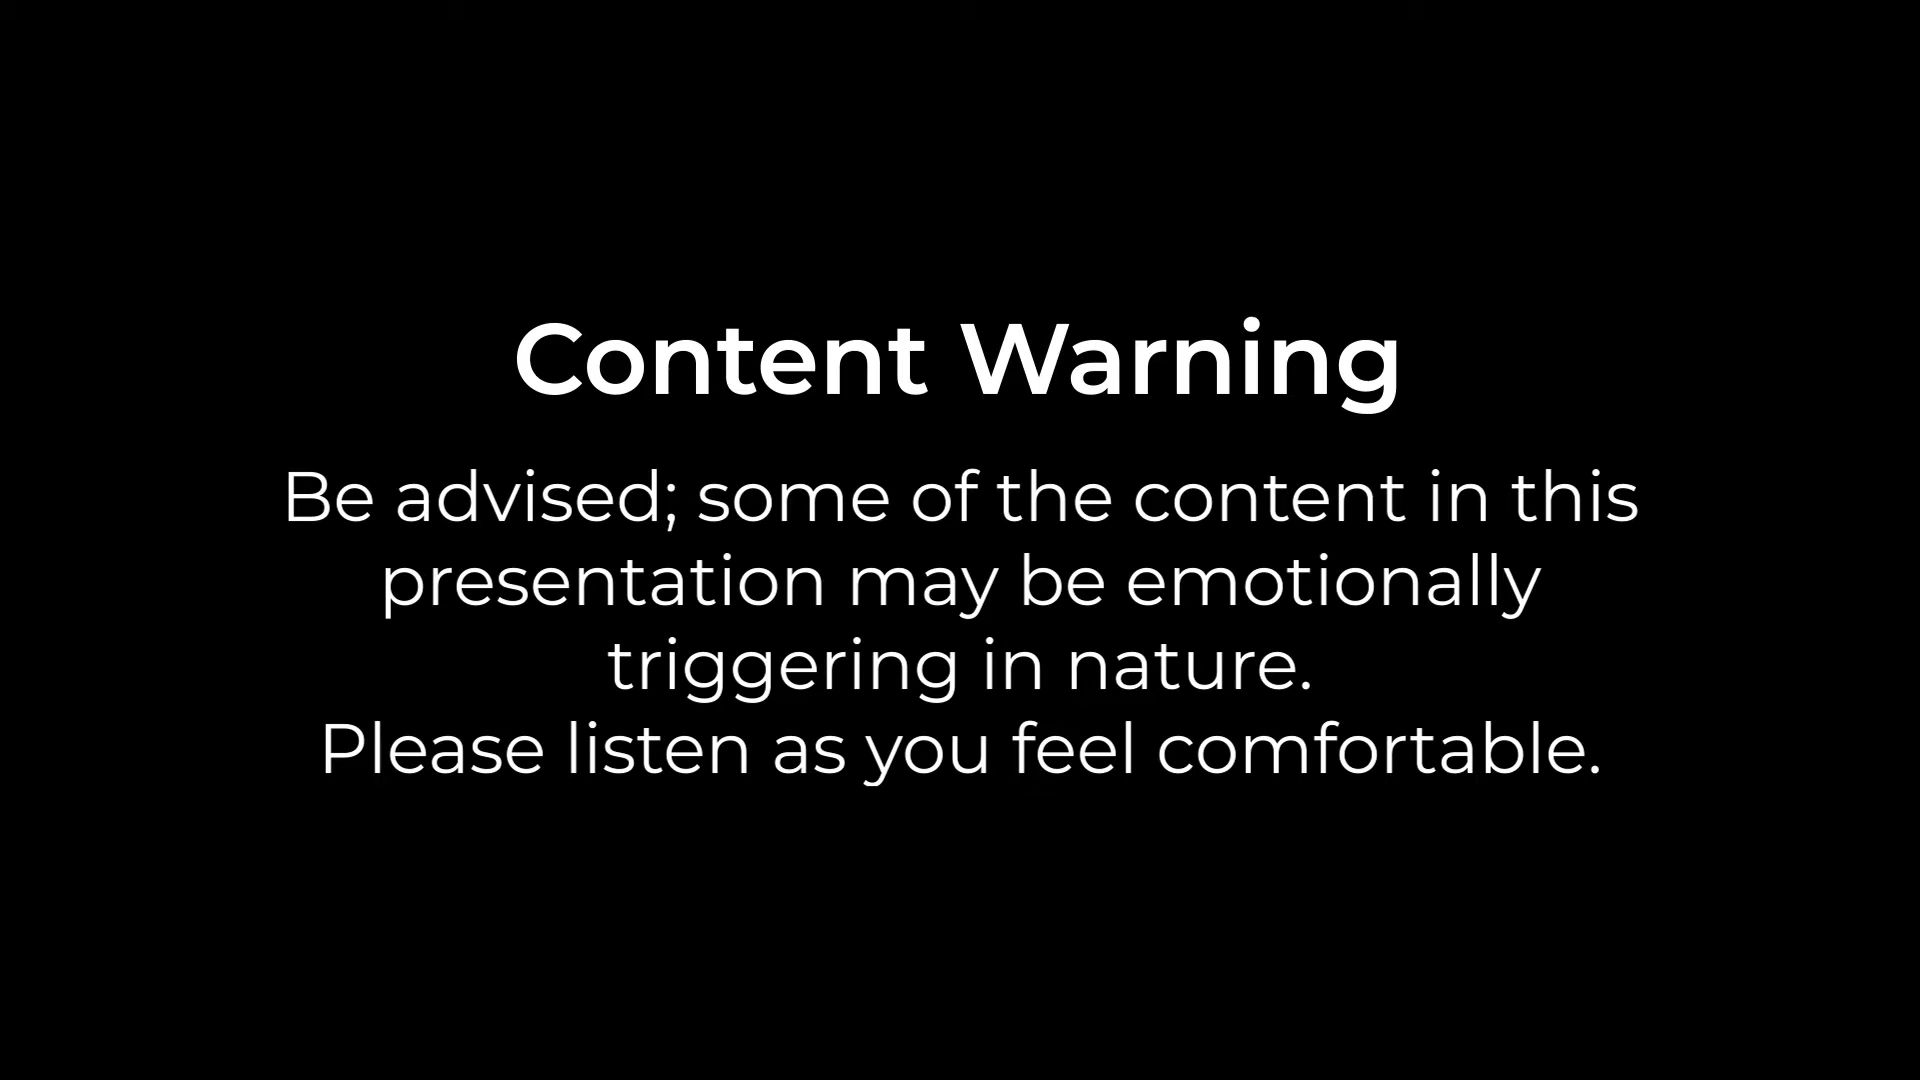 Content Warning
Be advised; some of the content in this
presentation may be emotionally
triggering in nature.
Please listen as you feel comfortable.